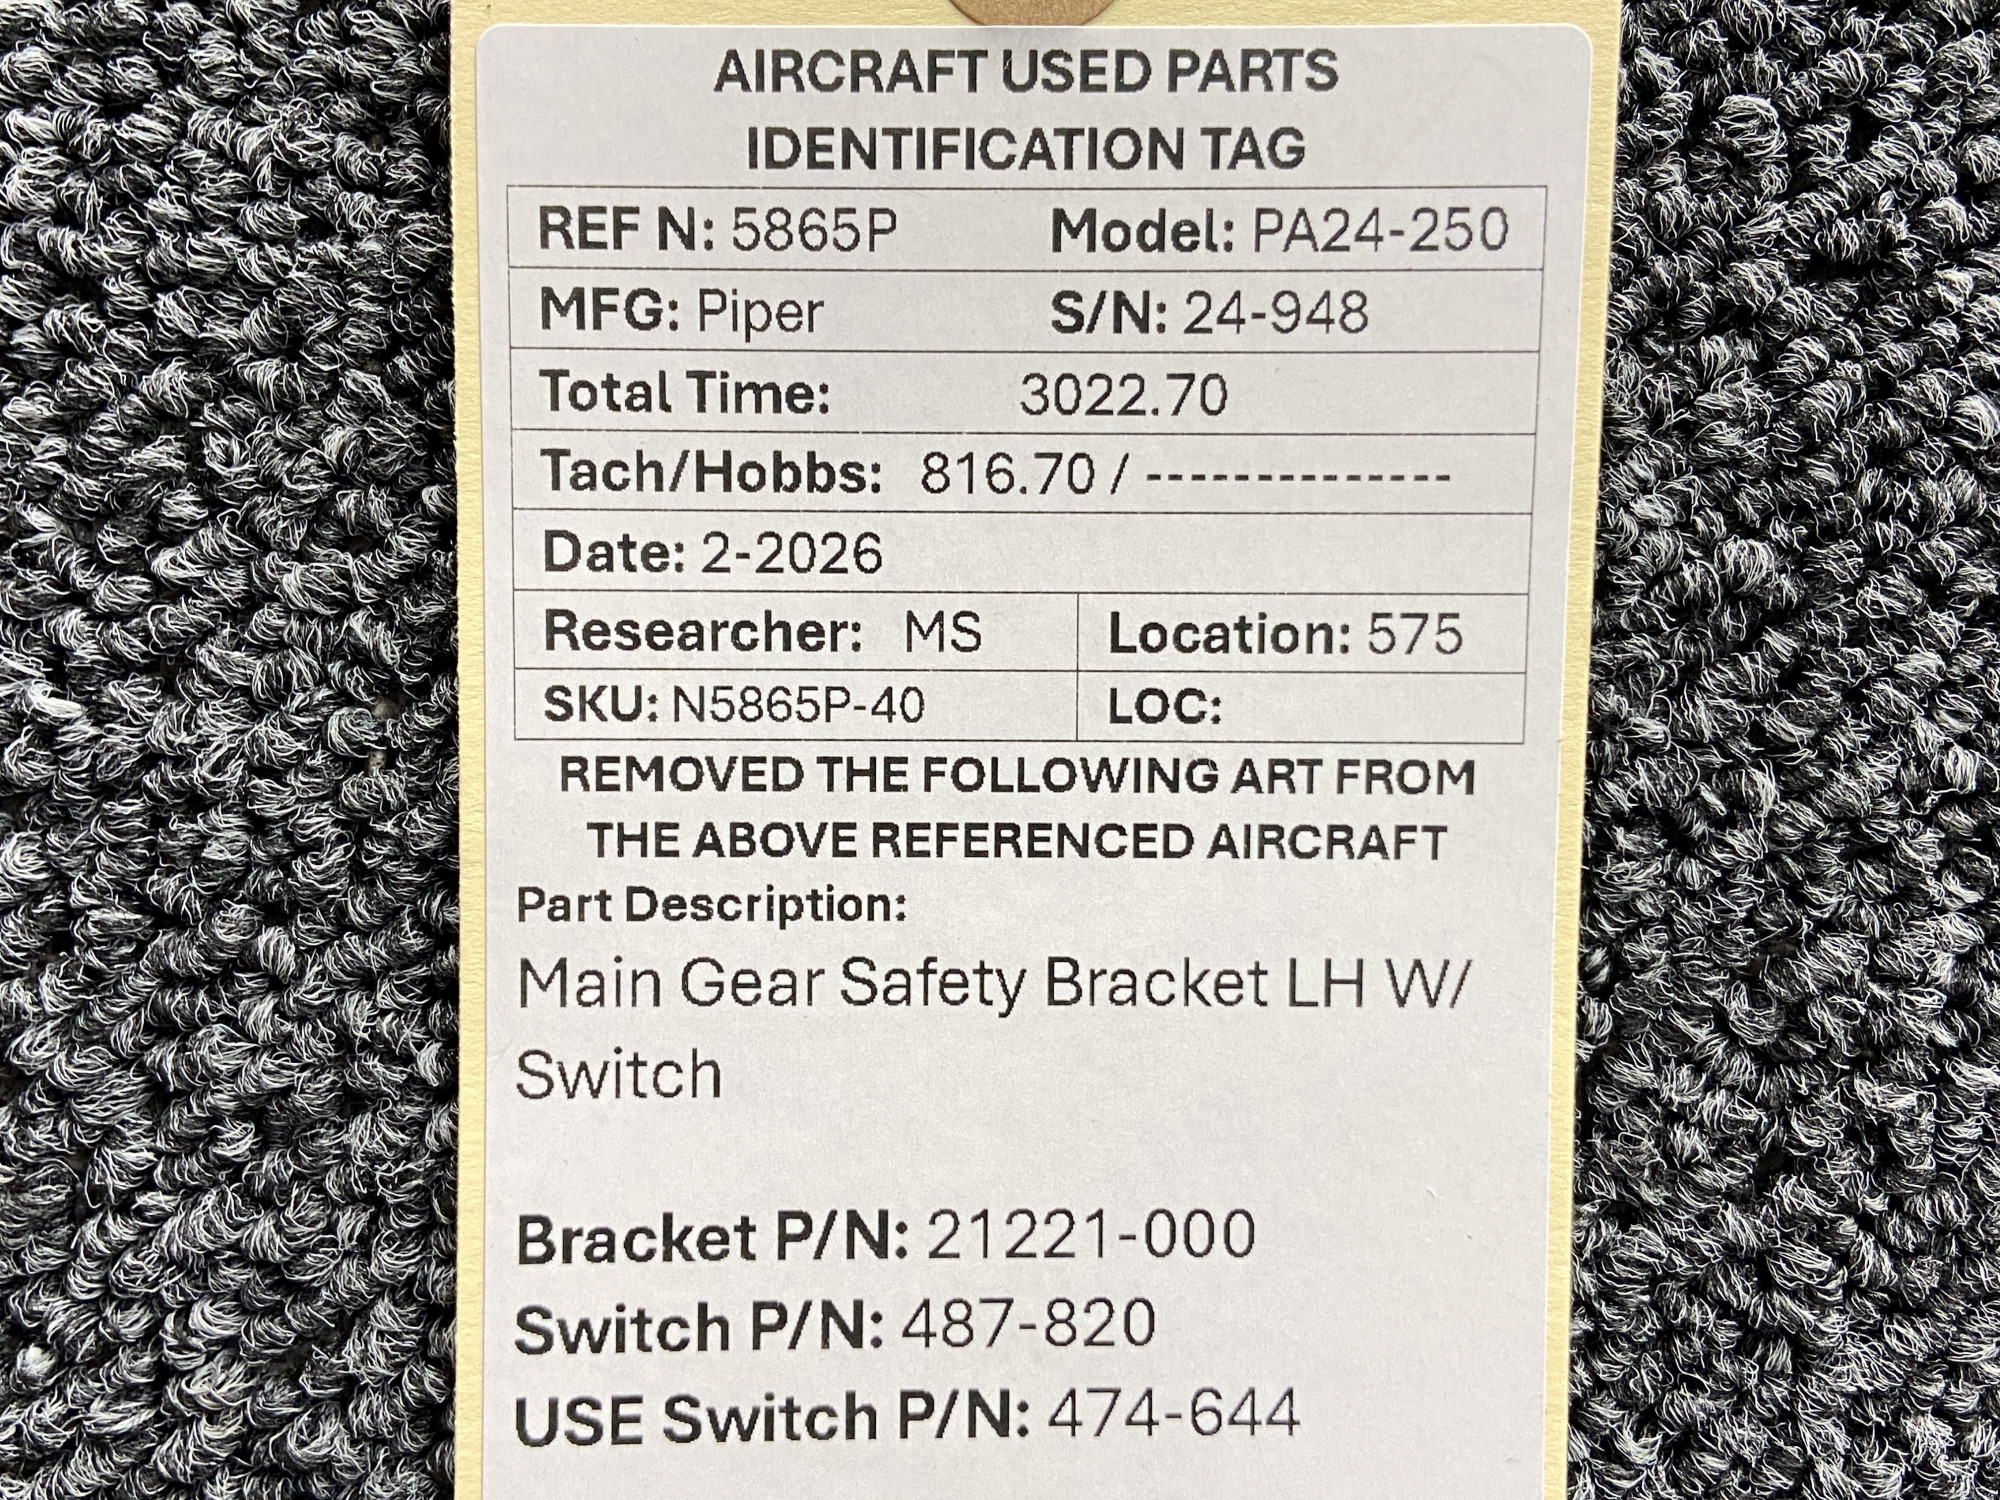 AIRCRAFT USED PARTS
IDENTIFICATION TAG
REF N: 5865P Model: PA24-250
MFG: Piper S/N: 24-948
Total Time: 3022.70
Tach/Hobbs: 816.70 / --------------
Date: 2-2026
Researcher: MS Location: 575
SKU: N5865P-40 LOC:
REMOVED THE FOLLOWING ART FROM
THE ABOVE REFERENCED AIRCRAFT
Part Description:
Main Gear Safety Bracket LH W/
Switch
Bracket P/N: 21221-000
Switch P/N: 487-820
USE Switch P/N: 474-644